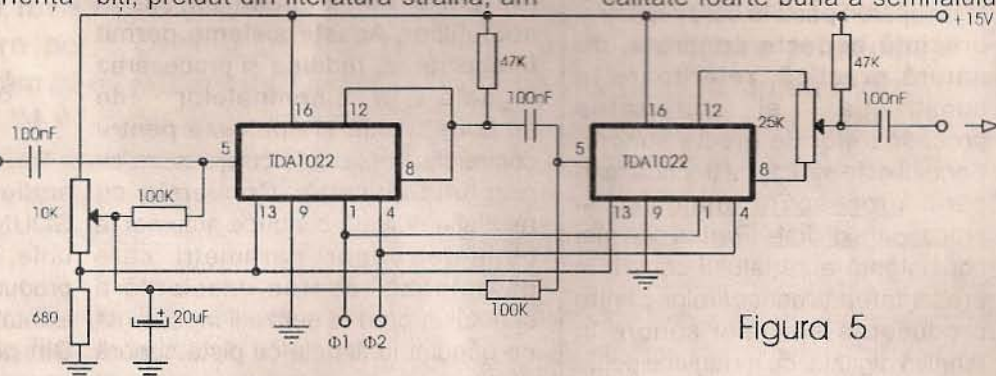 biți, preluat din literatura străină, am
calitate foarte bună a semnalului
+15V
47K
47K
100nF
100nF
100nF
16
12
16
12
25K
5
TDA1022
8
5
TDA1022
8
100K
10K
13
9
1
4
13
9
1
4
680
20uF
+
Φ1
Φ2
100K
Figura 5